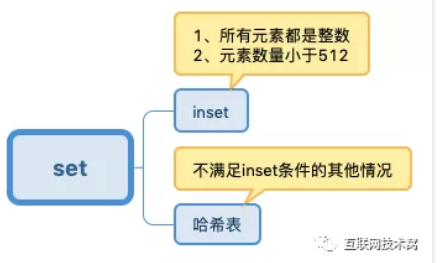 1、所有元素都是整数
2、元素数量小于512
inset
set
不满足inset条件的其他情况
哈希表
互联网技术窝